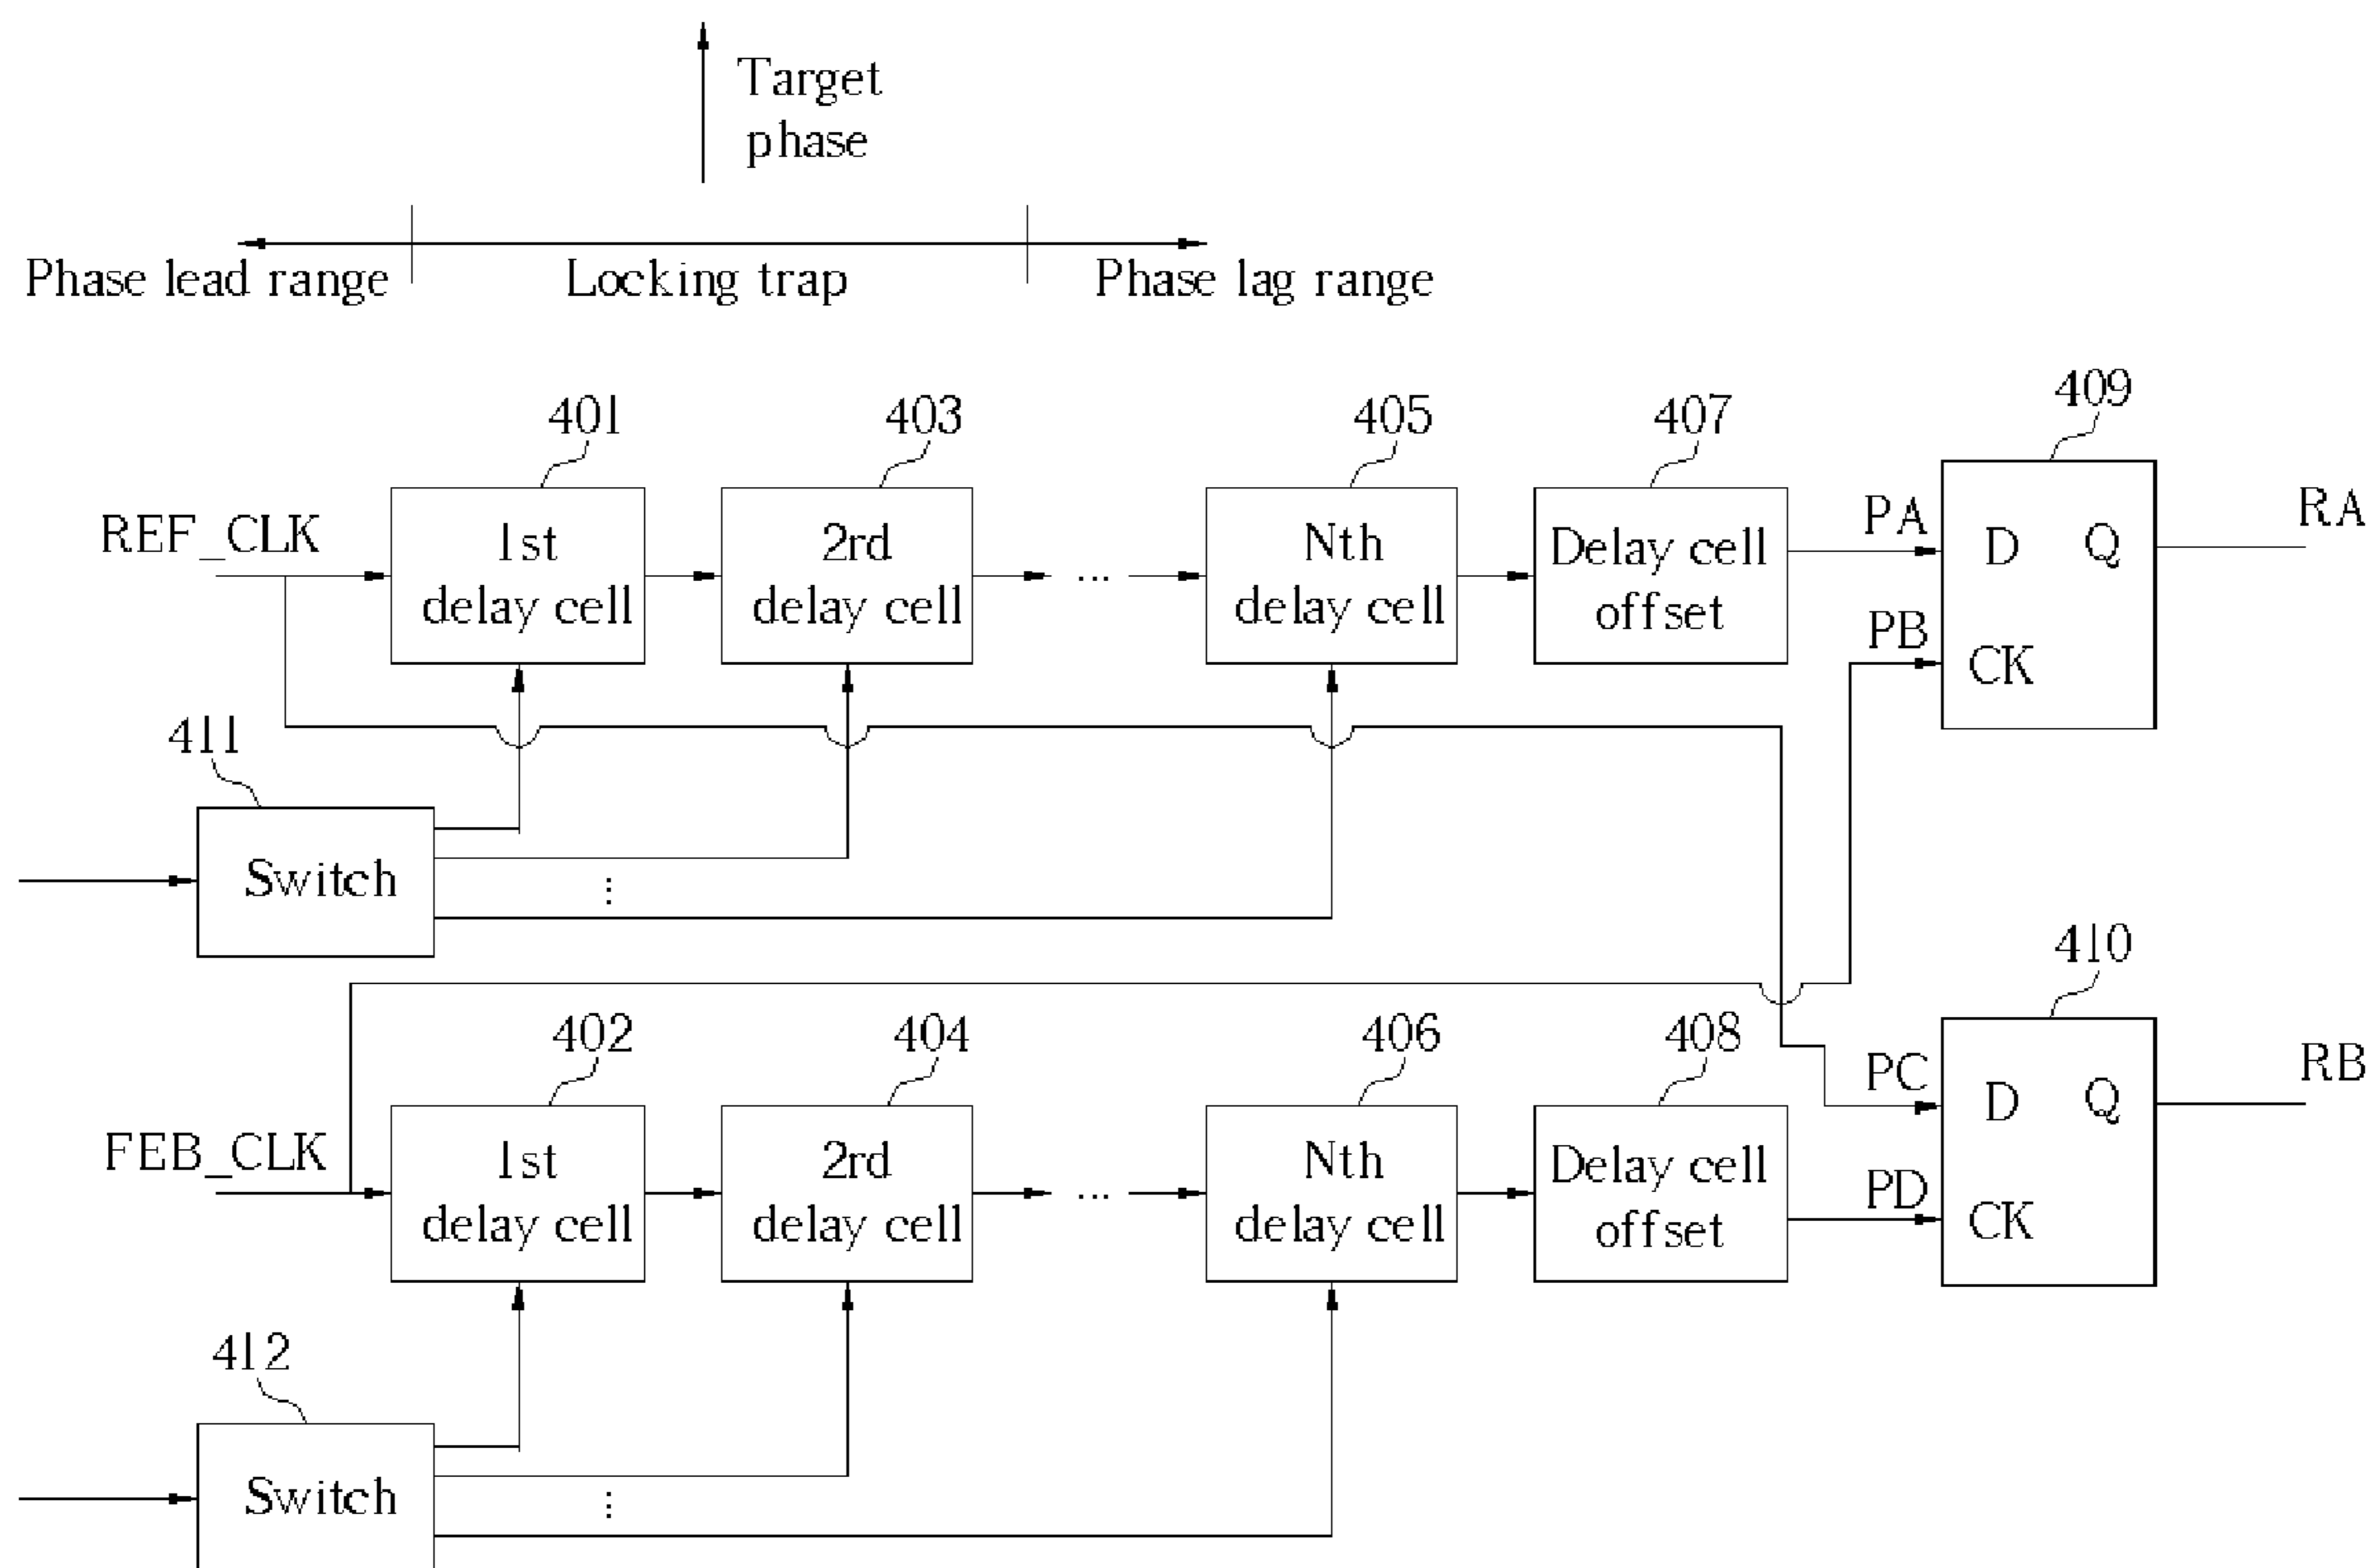 Target
phase
Phase lead range
Locking trap
Phase lag range
401
403
405
407
409
REF_CLK
1st
delay cell
2rd
delay cell
...
Nth
delay cell
Delay cell
offset
PA
PB
D
Q
CK
RA
411
Switch
...
402
404
406
408
410
FEB_CLK
1st
delay cell
2rd
delay cell
...
Nth
delay cell
Delay cell
offset
PC
PD
D
Q
CK
RB
412
Switch
...